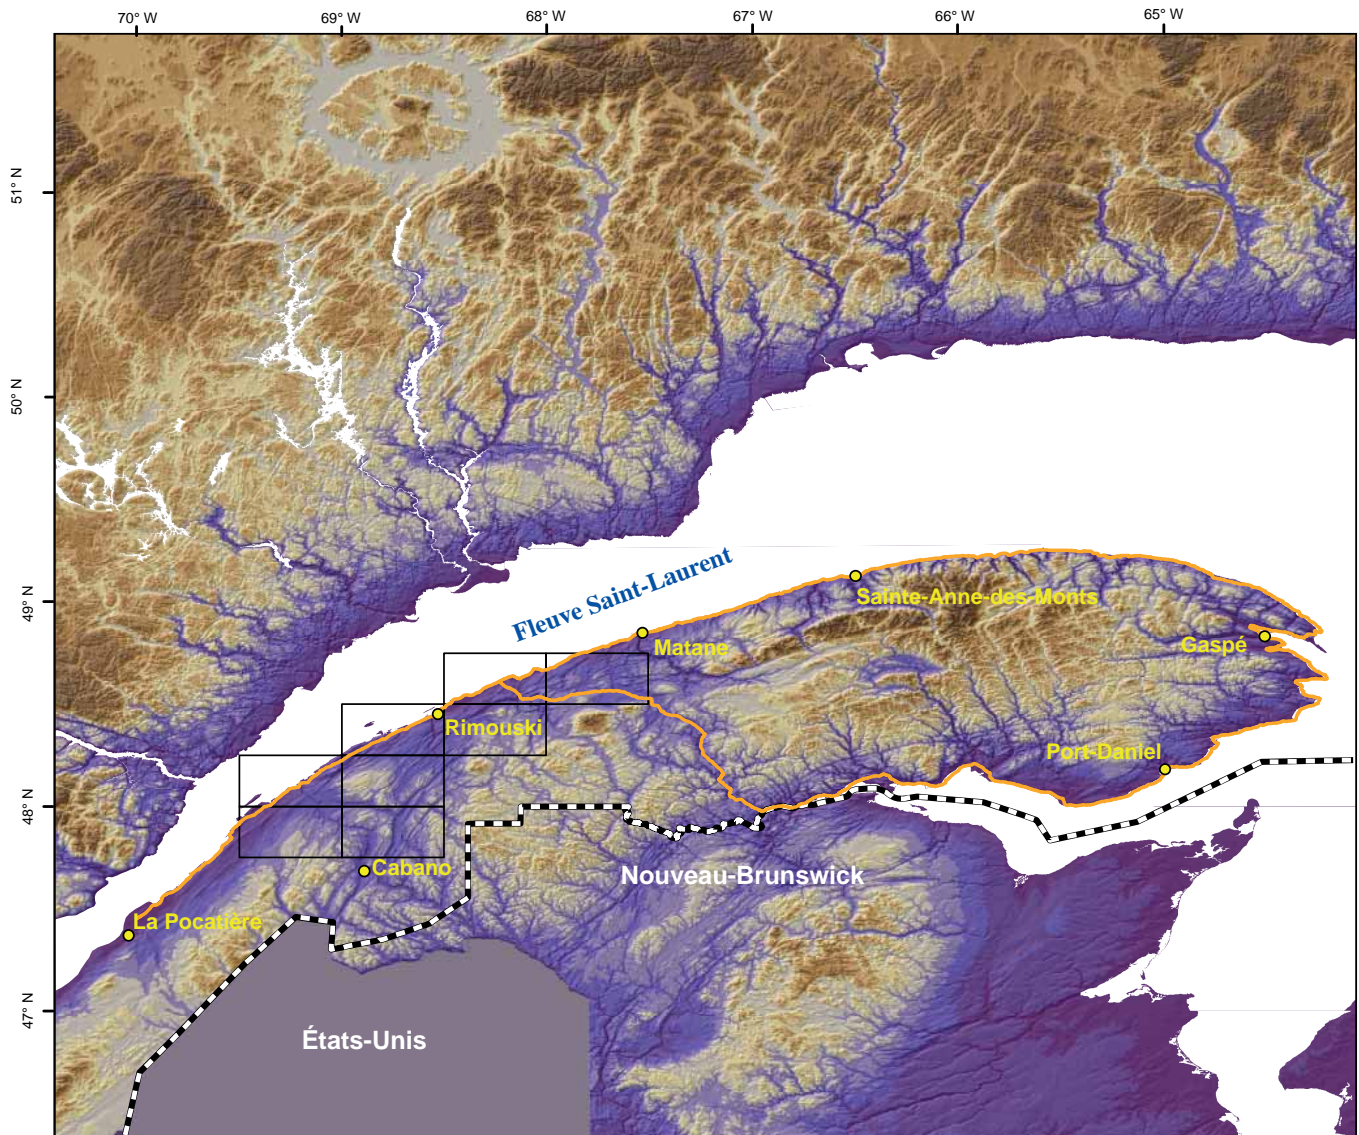 70° W
69° W
68° W
67° W
66° W
65° W
51° N
50° N
49° N
48° N
47° N
Fleuve Saint-Laurent
Sainte-Anne-des-Monts
Matane
Gaspé
Rimouski
Port-Daniel
Cabano
Nouveau-Brunswick
La Pocatière
États-Unis